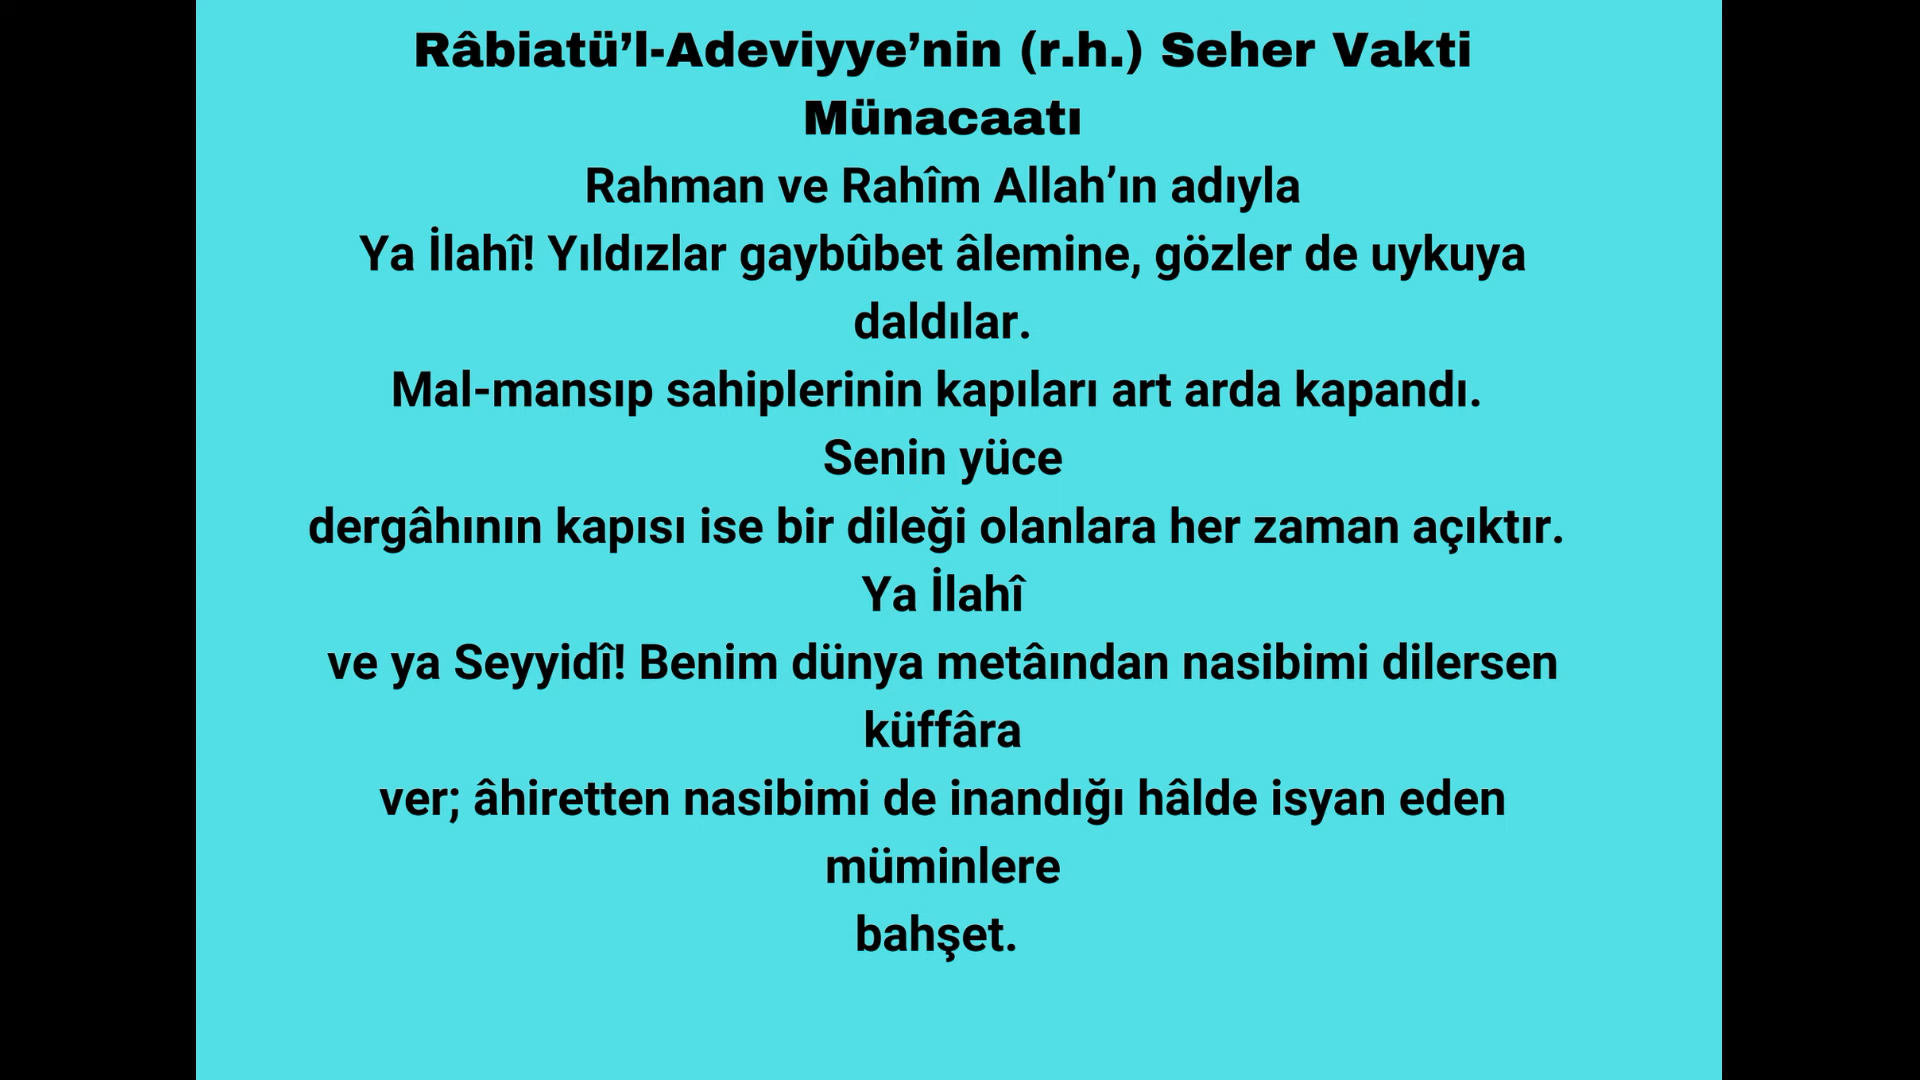 Râbiatü’l-Adeviyye’nin (r.h.) Seher Vakti
Münacaatı
Rahman ve Rahîm Allah’ın adıyla
Ya İlahî! Yıldızlar gaybûbet âlemine, gözler de uykuya
daldılar.
Mal-mansıp sahiplerinin kapıları art arda kapandı.
Senin yüce
dergâhının kapısı ise bir dileği olanlara her zaman açıktır.
Ya İlahî
ve ya Seyyidî! Benim dünya metâından nasibimi dilersen
küffâra
ver; âhiretten nasibimi de inandığı hâlde isyan eden
müminlere
bahşet.